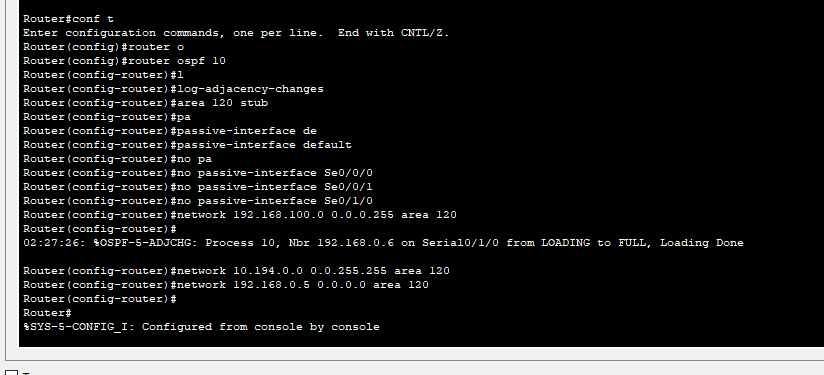 Router#conf t
Enter configuration commands, one per line.  End with CNTL/Z.
Router(config)#router o
Router(config)#router ospf 10
Router(config-router)#l
Router(config-router)#log-adjacency-changes
Router(config-router)#area 120 stub
Router(config-router)#pa
Router(config-router)#passive-interface de
Router(config-router)#passive-interface default
Router(config-router)#no pa
Router(config-router)#no passive-interface Se0/0/0
Router(config-router)#no passive-interface Se0/0/1
Router(config-router)#no passive-interface Se0/1/0
Router(config-router)#network 192.168.100.0 0.0.0.255 area 120
Router(config-router)#
02:27:26: %OSPF-5-ADJCHG: Process 10, Nbr 192.168.0.6 on Serial0/1/0 from LOADING to FULL, Loading Done
Router(config-router)#network 10.194.0.0 0.0.255.255 area 120
Router(config-router)#network 192.168.0.5 0.0.0.0 area 120
Router(config-router)#
Router#
%SYS-5-CONFIG_I: Configured from console by console